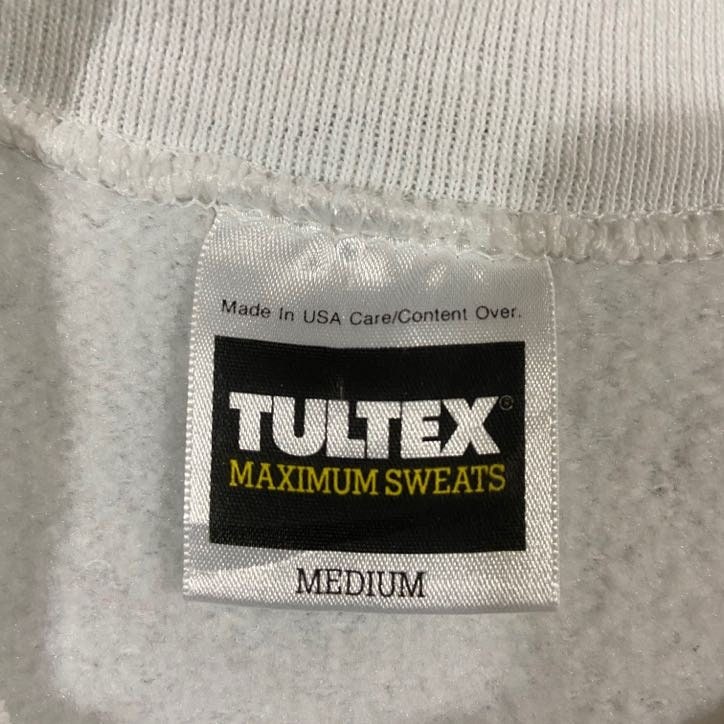 Made In USA Care/Content Over.
TULTEX®
MAXIMUM SWEATS
MEDIUM